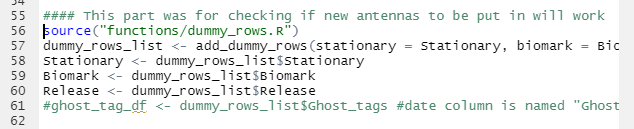 55 #### This part was for checking if new antennas to be put in will work
56 source("functions/dummy_rows.R")
57 dummy_rows_list <- add_dummy_rows(stationary = Stationary, biomark = Bio
58 Stationary <- dummy_rows_list$Stationary
59 Biomark <- dummy_rows_list$Biomark
60 Release <- dummy_rows_list$Release
61 #ghost_tag_df <- dummy_rows_list$Ghost_tags #date column is named "Ghost
62